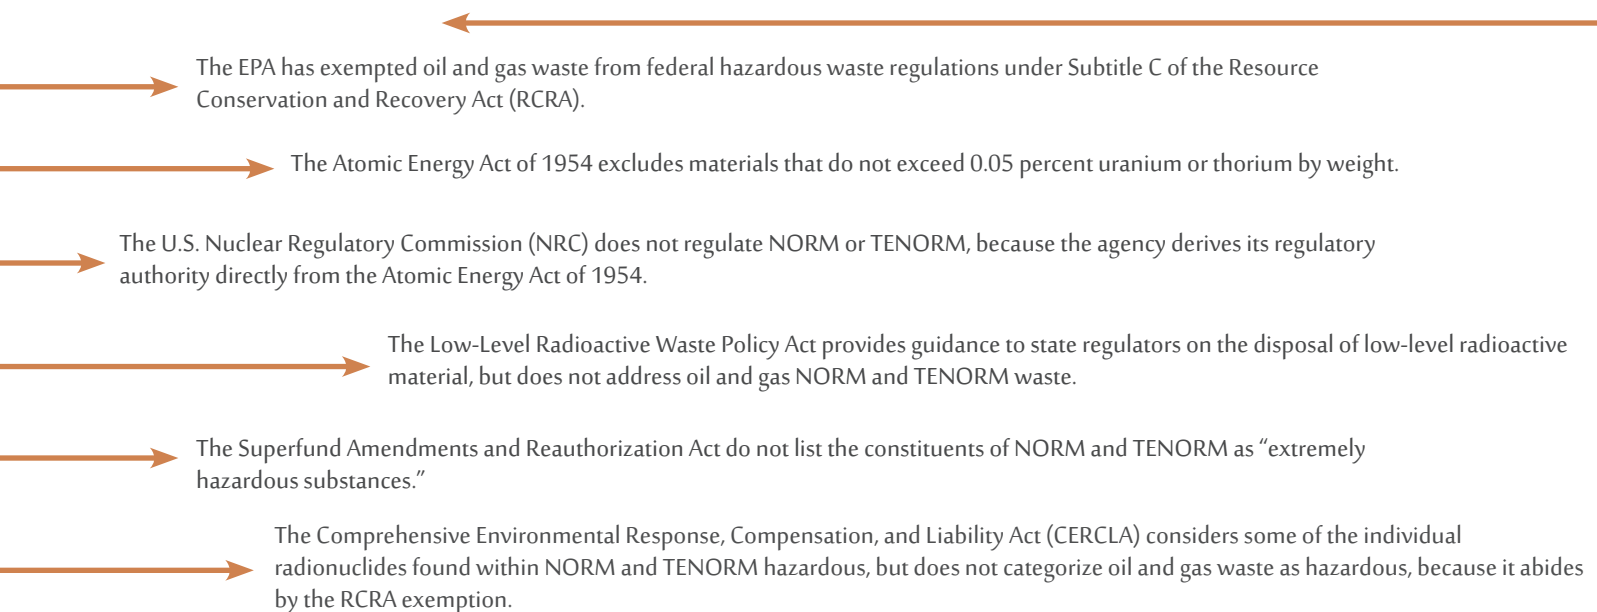 The EPA has exempted oil and gas waste from federal hazardous waste regulations under Subtitle C of the Resource
Conservation and Recovery Act (RCRA).
The Atomic Energy Act of 1954 excludes materials that do not exceed 0.05 percent uranium or thorium by weight.
The U.S. Nuclear Regulatory Commission (NRC) does not regulate NORM or TENORM, because the agency derives its regulatory
authority directly from the Atomic Energy Act of 1954.
The Low-Level Radioactive Waste Policy Act provides guidance to state regulators on the disposal of low-level radioactive
material, but does not address oil and gas NORM and TENORM waste.
The Superfund Amendments and Reauthorization Act do not list the constituents of NORM and TENORM as “extremely
hazardous substances.”
The Comprehensive Environmental Response, Compensation, and Liability Act (CERCLA) considers some of the individual
radionuclides found within NORM and TENORM hazardous, but does not categorize oil and gas waste as hazardous, because it abides
by the RCRA exemption.